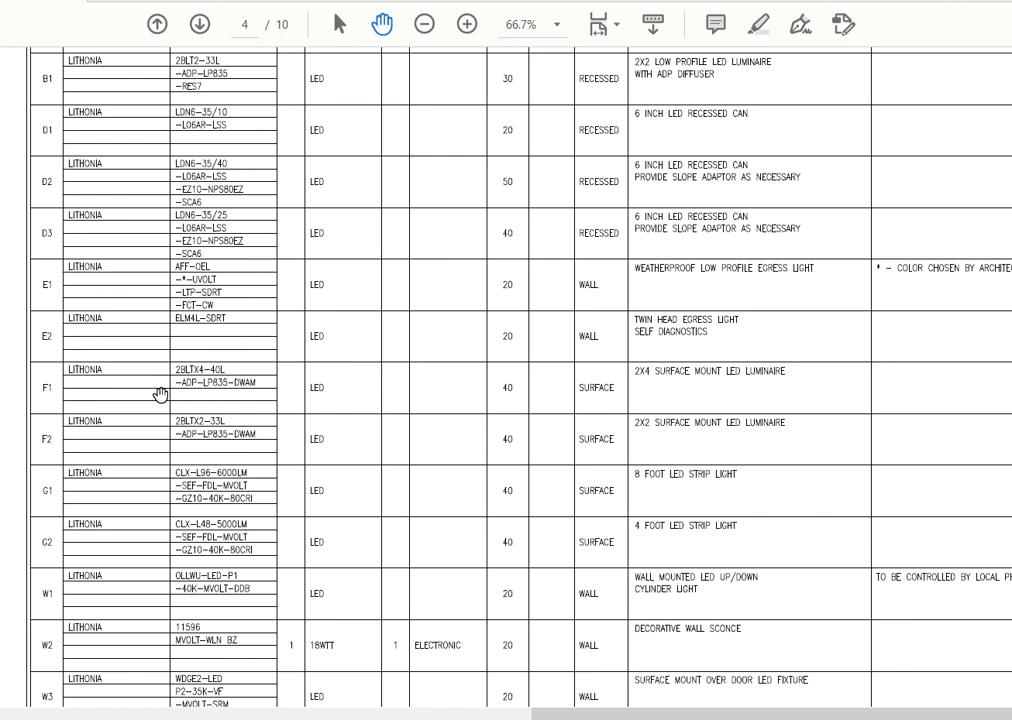 4 / 10 66.7%
B1 LITHONIA 2BLT2-33L LED 30 RECESSED 2X2 LOW PROFILE LED LUMINAIRE
-ADP-LP835 WITH ADP DIFFUSER
-RES7
D1 LITHONIA LDN6-35/10 LED 20 RECESSED 6 INCH LED RECESSED CAN
-LO6AR-LSS
D2 LITHONIA LDN6-35/40 LED 50 RECESSED 6 INCH LED RECESSED CAN
-LO6AR-LSS PROVIDE SLOPE ADAPTOR AS NECESSARY
-EZ10-NPS80EZ
-SCA6
D3 LITHONIA LDN6-35/25 LED 40 RECESSED 6 INCH LED RECESSED CAN
-LO6AR-LSS PROVIDE SLOPE ADAPTOR AS NECESSARY
-EZ10-NPS80EZ
-SCA6
E1 LITHONIA AFF-OEL LED 20 WALL WEATHERPROOF LOW PROFILE EGRESS LIGHT * - COLOR CHOSEN BY
-*-UVOLT
-LTP-SDRT
-FCT-CW
E2 LITHONIA ELM4L-SDRT LED 20 WALL TWIN HEAD EGRESS LIGHT
SELF DIAGNOSTICS
F1 LITHONIA 2BLTX4-40L LED 40 SURFACE 2X4 SURFACE MOUNT LED LUMINAIRE
-ADP-LP835-DWAM
F2 LITHONIA 2BLTX2-33L LED 40 SURFACE 2X2 SURFACE MOUNT LED LUMINAIRE
-ADP-LP835-DWAM
G1 LITHONIA CLX-L96-6000LM LED 40 SURFACE 8 FOOT LED STRIP LIGHT
-SEF-FDL-MVOLT
-GZ10-40K-80CRI
G2 LITHONIA CLX-L48-5000LM LED 40 SURFACE 4 FOOT LED STRIP LIGHT
-SEF-FDL-MVOLT
-GZ10-40K-80CRI
W1 LITHONIA OLLWU-LED-P1 LED 20 WALL WALL MOUNTED LED UP/DOWN TO BE CONTROLLED BY LOCAL
-40K-MVOLT-DDB CYLINDER LIGHT
W2 LITHONIA 11596 1 18WTT 1 ELECTRONIC 20 WALL DECORATIVE WALL SCONCE
MVOLT-WLN BZ
W3 LITHONIA WDGE2-LED LED 20 WALL SURFACE MOUNT OVER DOOR LED FIXTURE
P2-35K-VF
-MVOLT-SRM